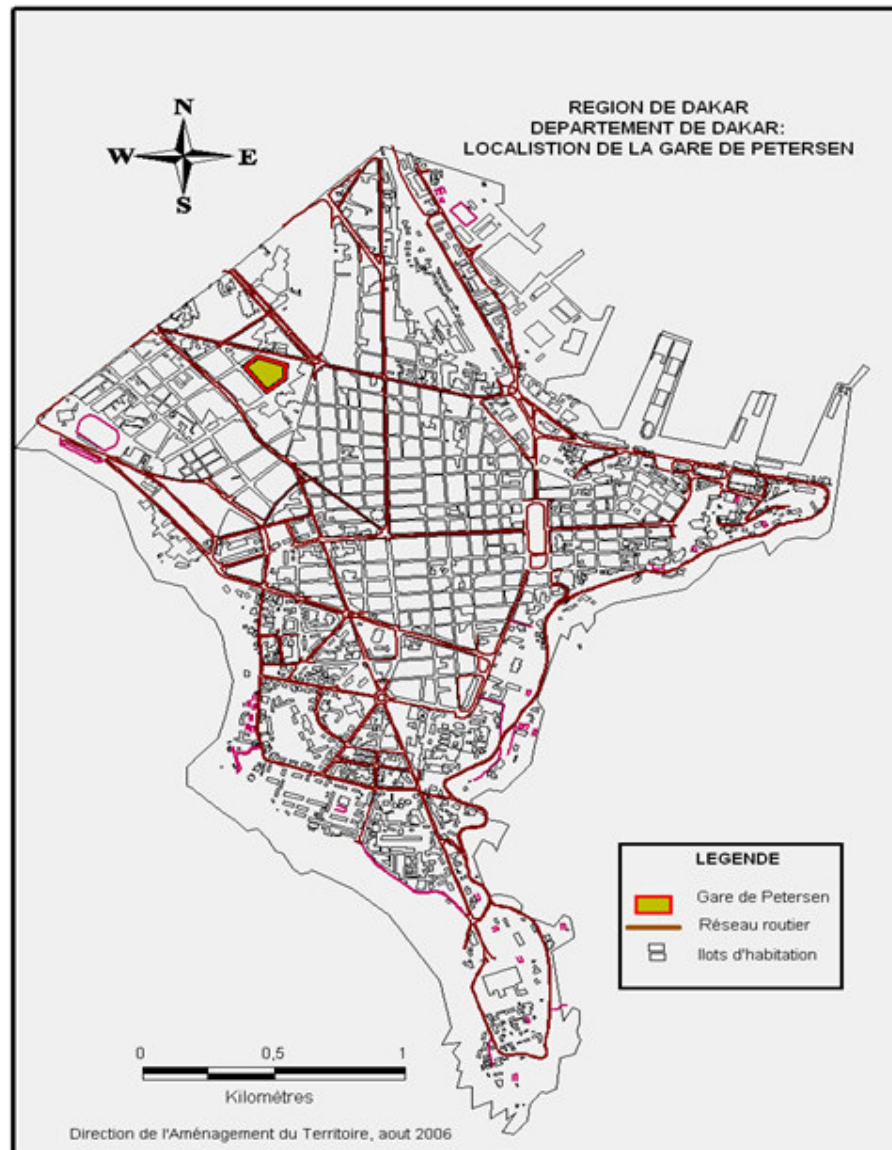 REGION DE DAKAR
DEPARTEMENT DE DAKAR:
LOCALISTION DE LA GARE DE PETERSEN
N
W E
S
LEGENDE
Gare de Petersen
Réseau routier
Ilots d'habitation
0 0,5 1
Kilométres
Direction de l'Aménagement du Territoire, aout 2006